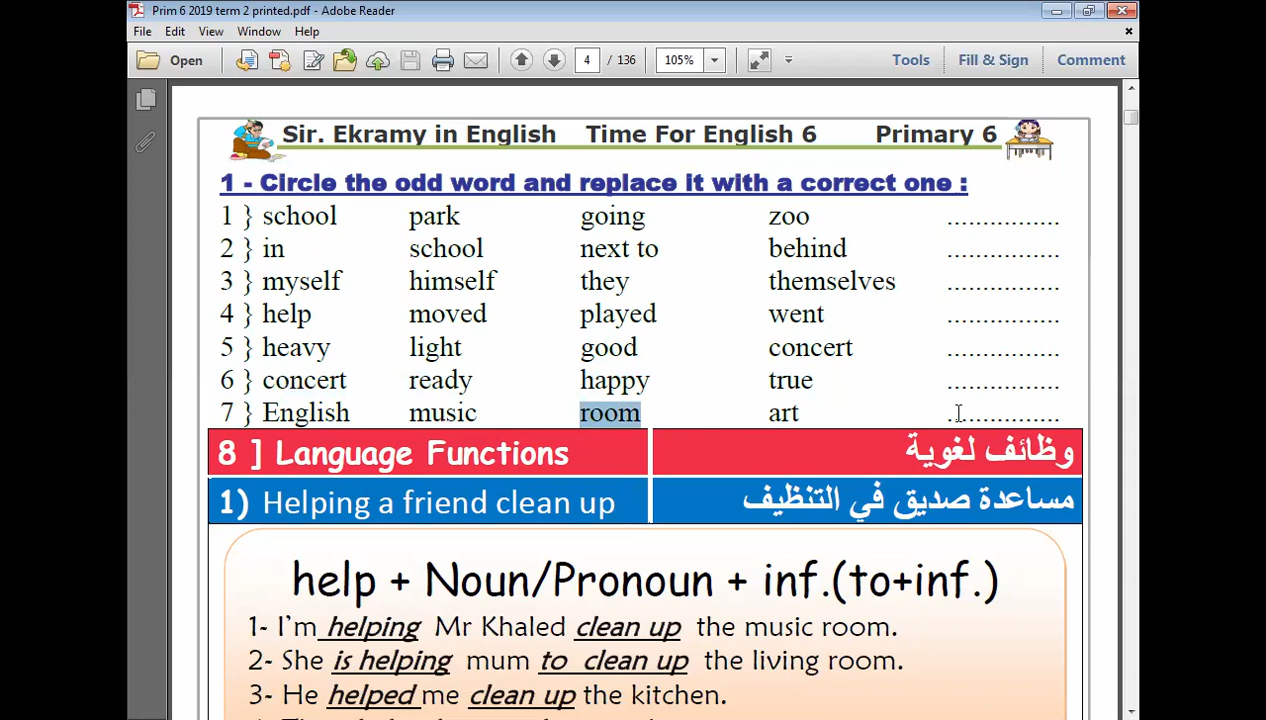 Prim 6 2019 term 2 printed.pdf - Adobe Reader
File Edit View Window Help
Open 4 / 136 105% Tools Fill & Sign Comment
Sir. Ekramy in English Time For English 6 Primary 6
1 - Circle the odd word and replace it with a correct one :
1 } school park going zoo ................
2 } in school next to behind ................
3 } myself himself they themselves ................
4 } help moved played went ................
5 } heavy light good concert ................
6 } concert ready happy true ................
7 } English music room art ................
8 ] Language Functions وظائف لغوية
1) Helping a friend clean up مساعدة صديق في التنظيف
help + Noun/Pronoun + inf.(to+inf.)
1- I'm helping Mr Khaled clean up the music room.
2- She is helping mum to clean up the living room.
3- He helped me clean up the kitchen.